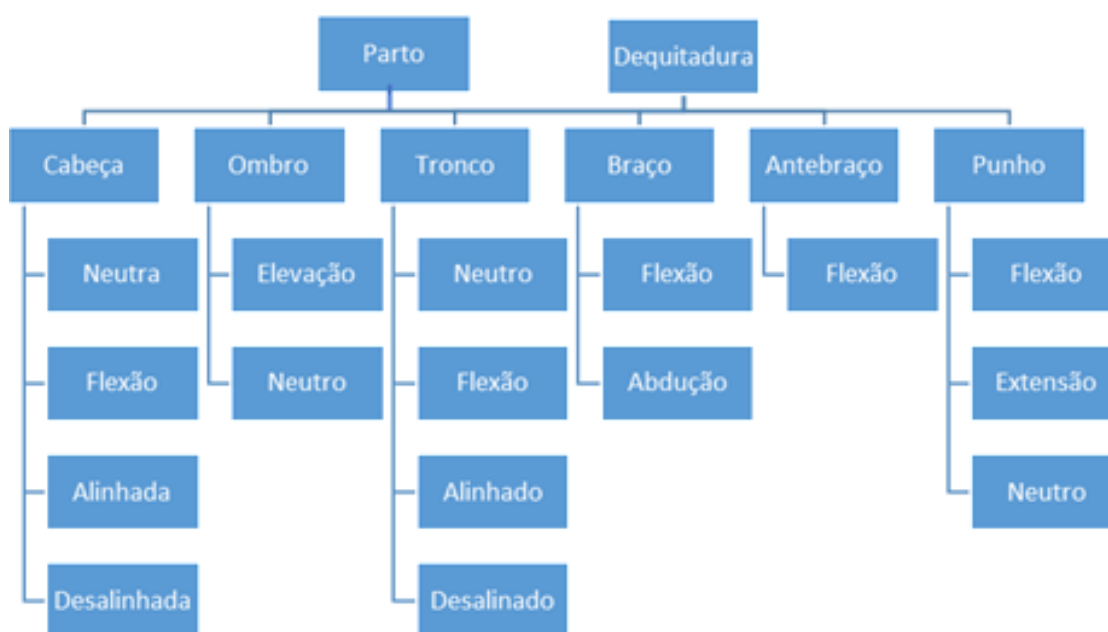 Parto
Dequitadura
Cabeça
Ombro
Tronco
Braço
Antebraço
Punho
Neutra
Elevação
Neutro
Flexão
Flexão
Flexão
Flexão
Neutro
Flexão
Abdução
Extensão
Alinhada
Alinhado
Neutro
Desalinhada
Desalinado